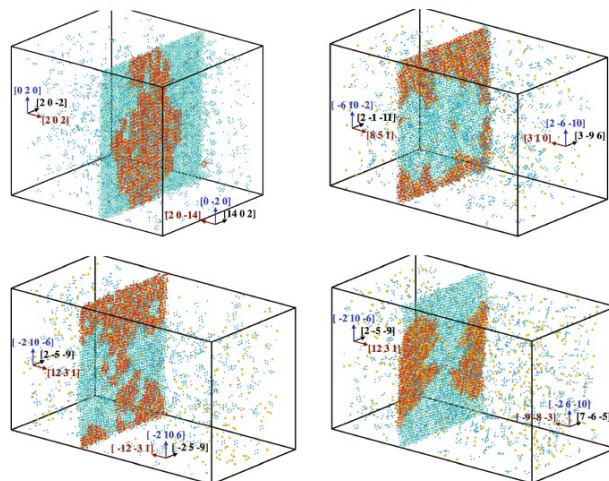 [0 2 0]
[2 0 -2]
[2 0 2]
[0 -2 0]
[2 0 -14]
[14 0 2]
[ -6 10 -2]
[2 -1 -11]
[8 5 1]
[2 -6 -10]
[3 1 0]
[3 -9 6]
[ -2 10 -6]
[2 -5 -9]
[12 3 1]
[ -2 10 6]
[ -12 -3 1]
[ -2 5 -9]
[ -2 10 -6]
[2 -5 -9]
[12 3 1]
[ -2 6 -10]
[ -9 -8 -3]
[7 -6 -5]